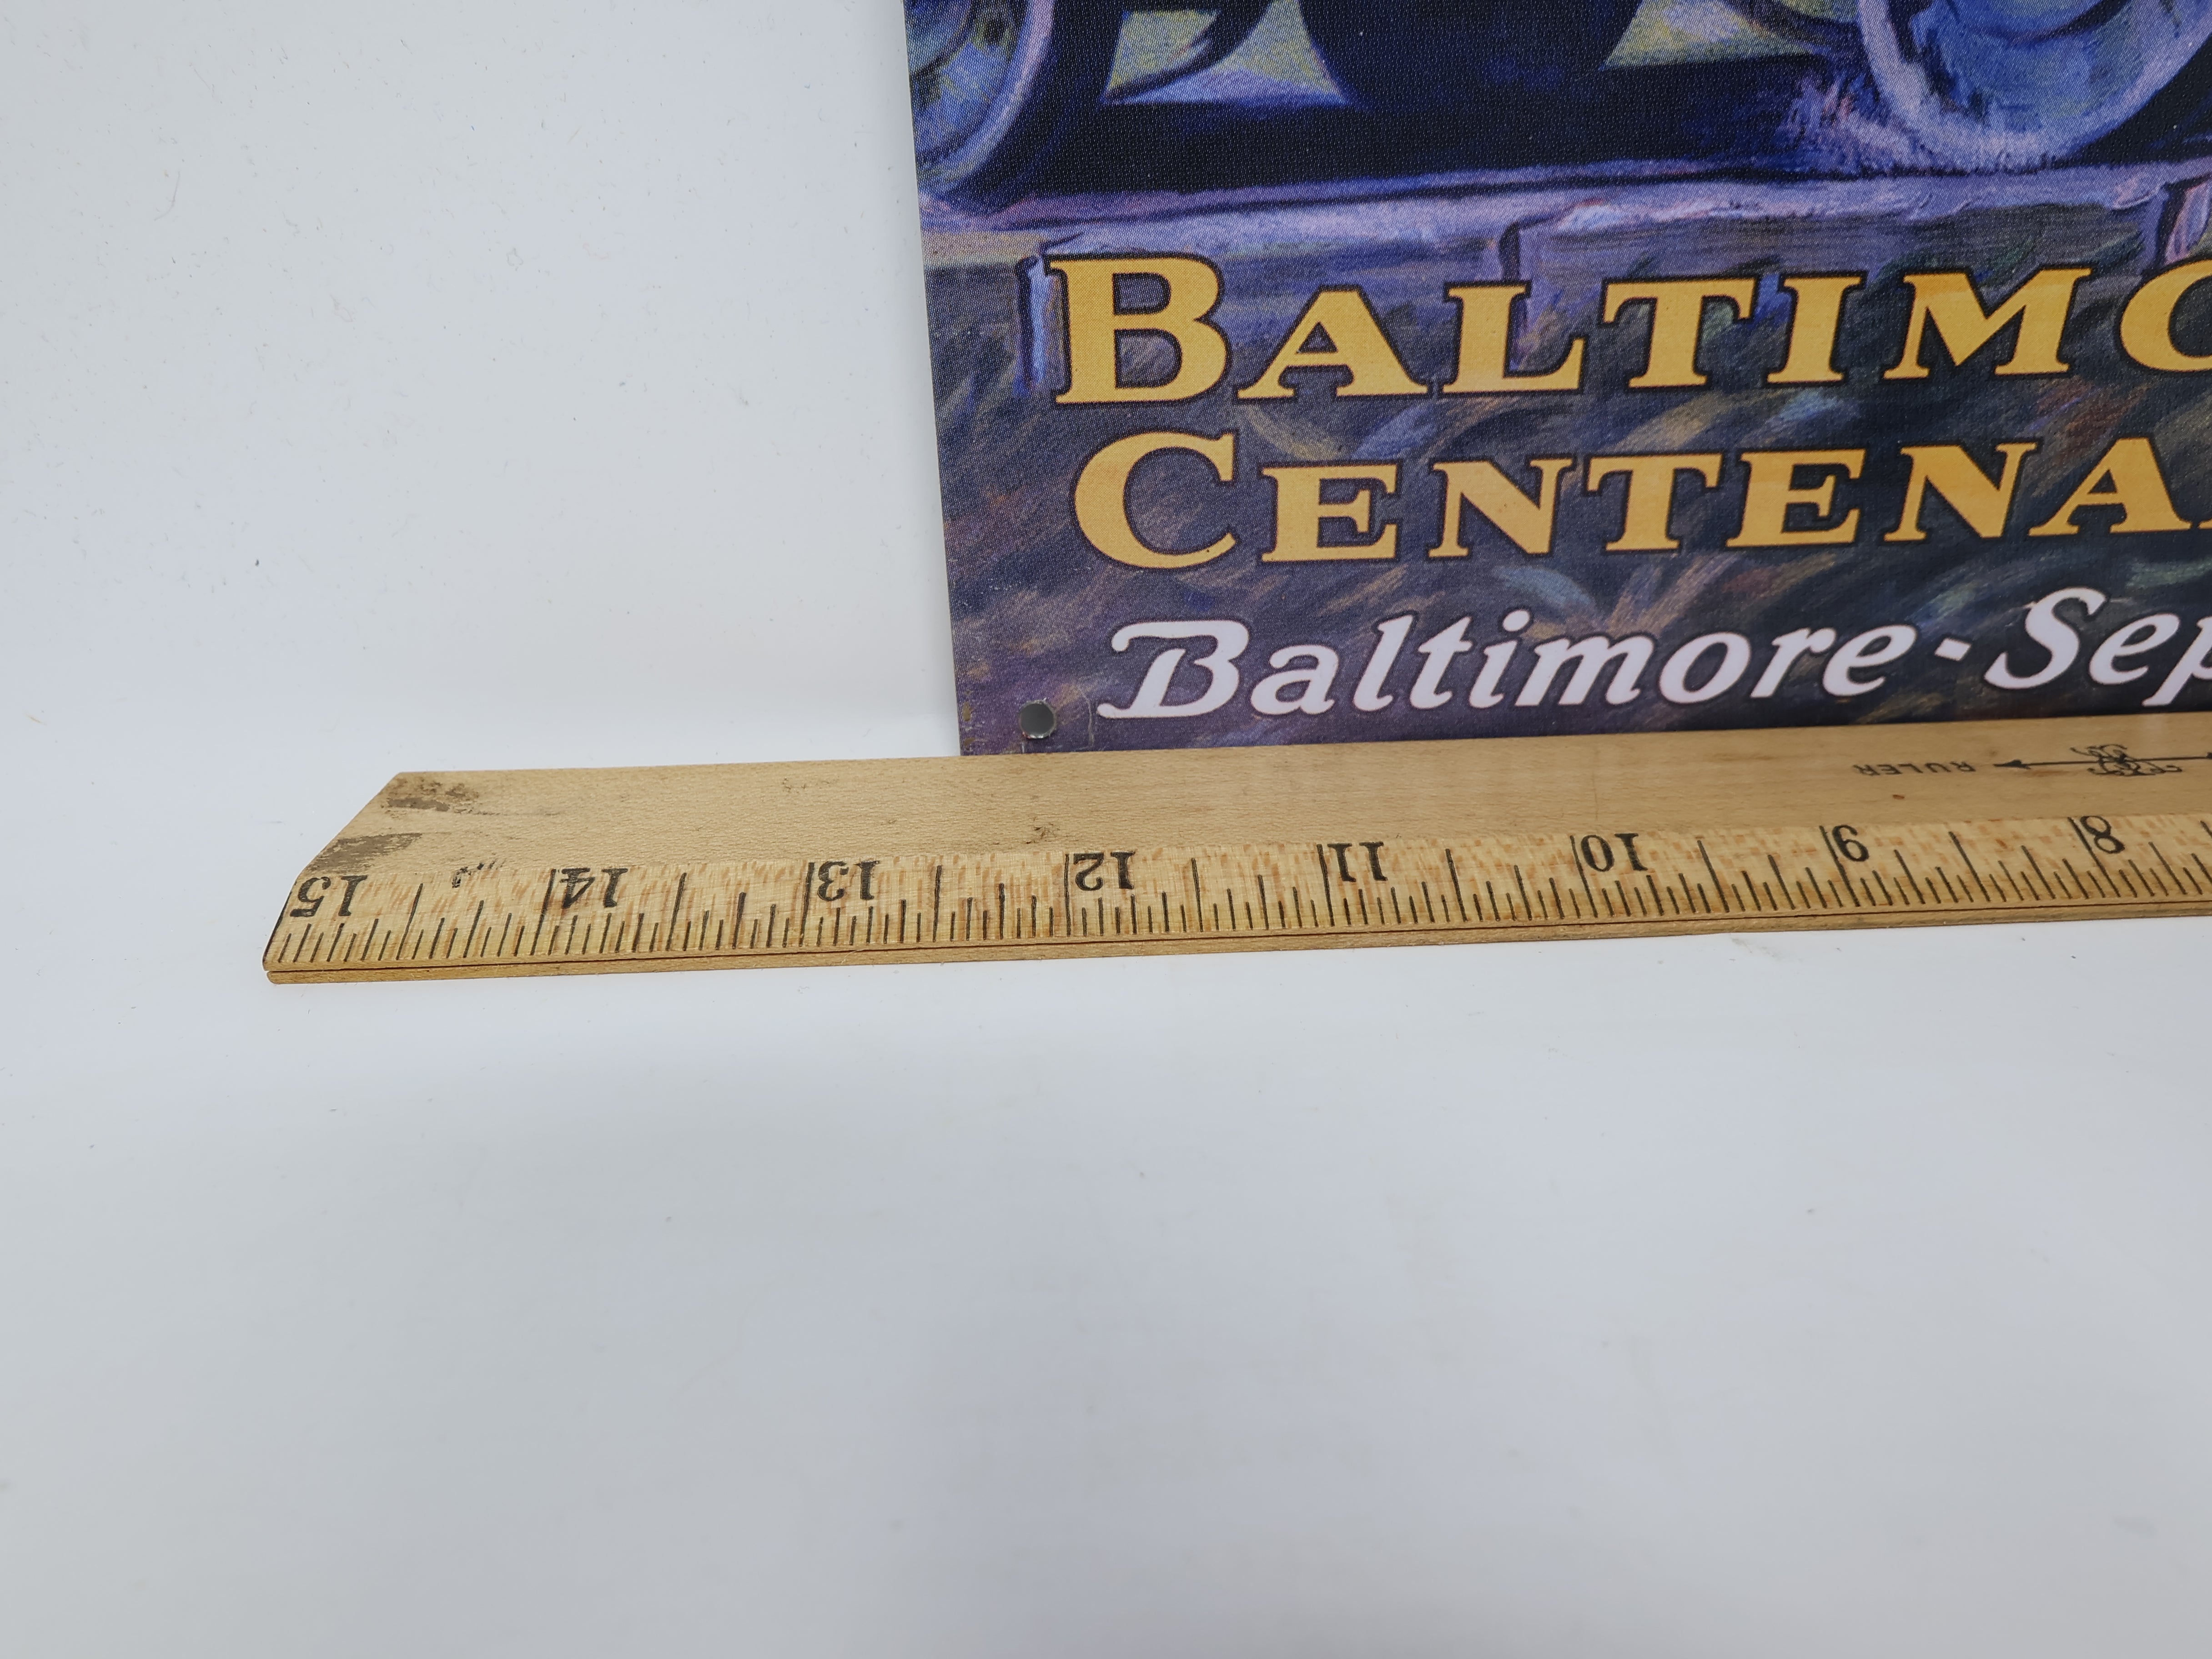 BALTIMO
CENTENA
Baltimore - Sep
RULER
15 14 13 12 11 10 9 8